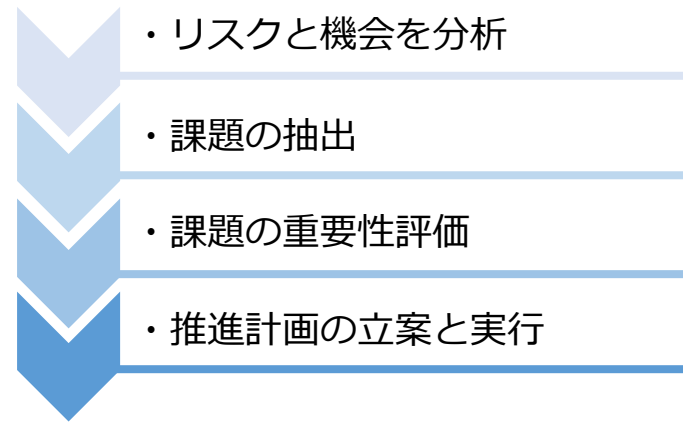 ・リスクと機会を分析
・課題の抽出
・課題の重要性評価
・推進計画の立案と実行